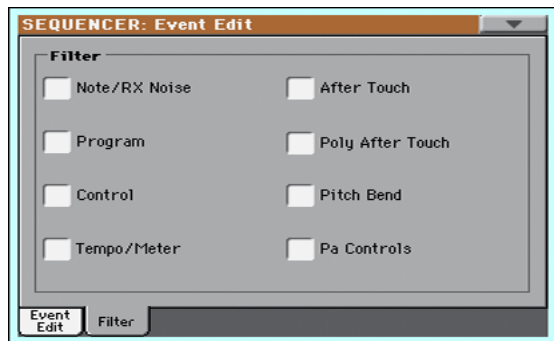 SEQUENCER: Event Edit
Filter
Note/RX Noise
After Touch
Program
Poly After Touch
Control
Pitch Bend
Tempo/Meter
Pa Controls
Event
Edit
Filter